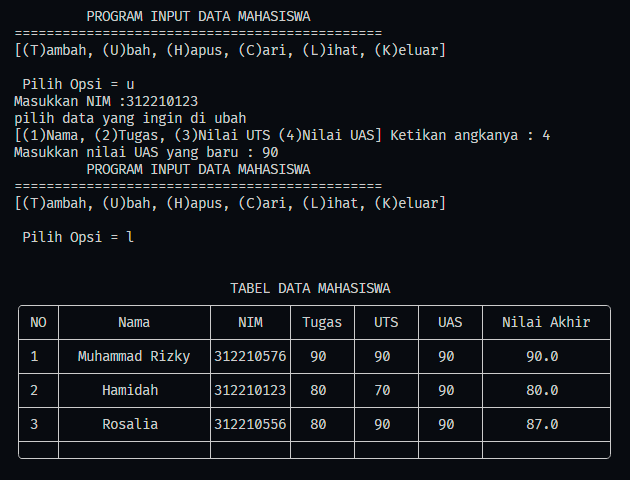 PROGRAM INPUT DATA MAHASISWA
==============================================
[(T)ambah, (U)bah, (H)apus, (C)ari, (L)ihat, (K)eluar]
Pilih Opsi = u
Masukkan NIM :312210123
pilih data yang ingin di ubah
[(1)Nama, (2)Tugas, (3)Nilai UTS (4)Nilai UAS] Ketikan angkanya : 4
Masukkan nilai UAS yang baru : 90
PROGRAM INPUT DATA MAHASISWA
==============================================
[(T)ambah, (U)bah, (H)apus, (C)ari, (L)ihat, (K)eluar]
Pilih Opsi = l
TABEL DATA MAHASISWA
NO Nama NIM Tugas UTS UAS Nilai Akhir
1 Muhammad Rizky 312210576 90 90 90 90.0
2 Hamidah 312210123 80 70 90 80.0
3 Rosalia 312210556 80 90 90 87.0